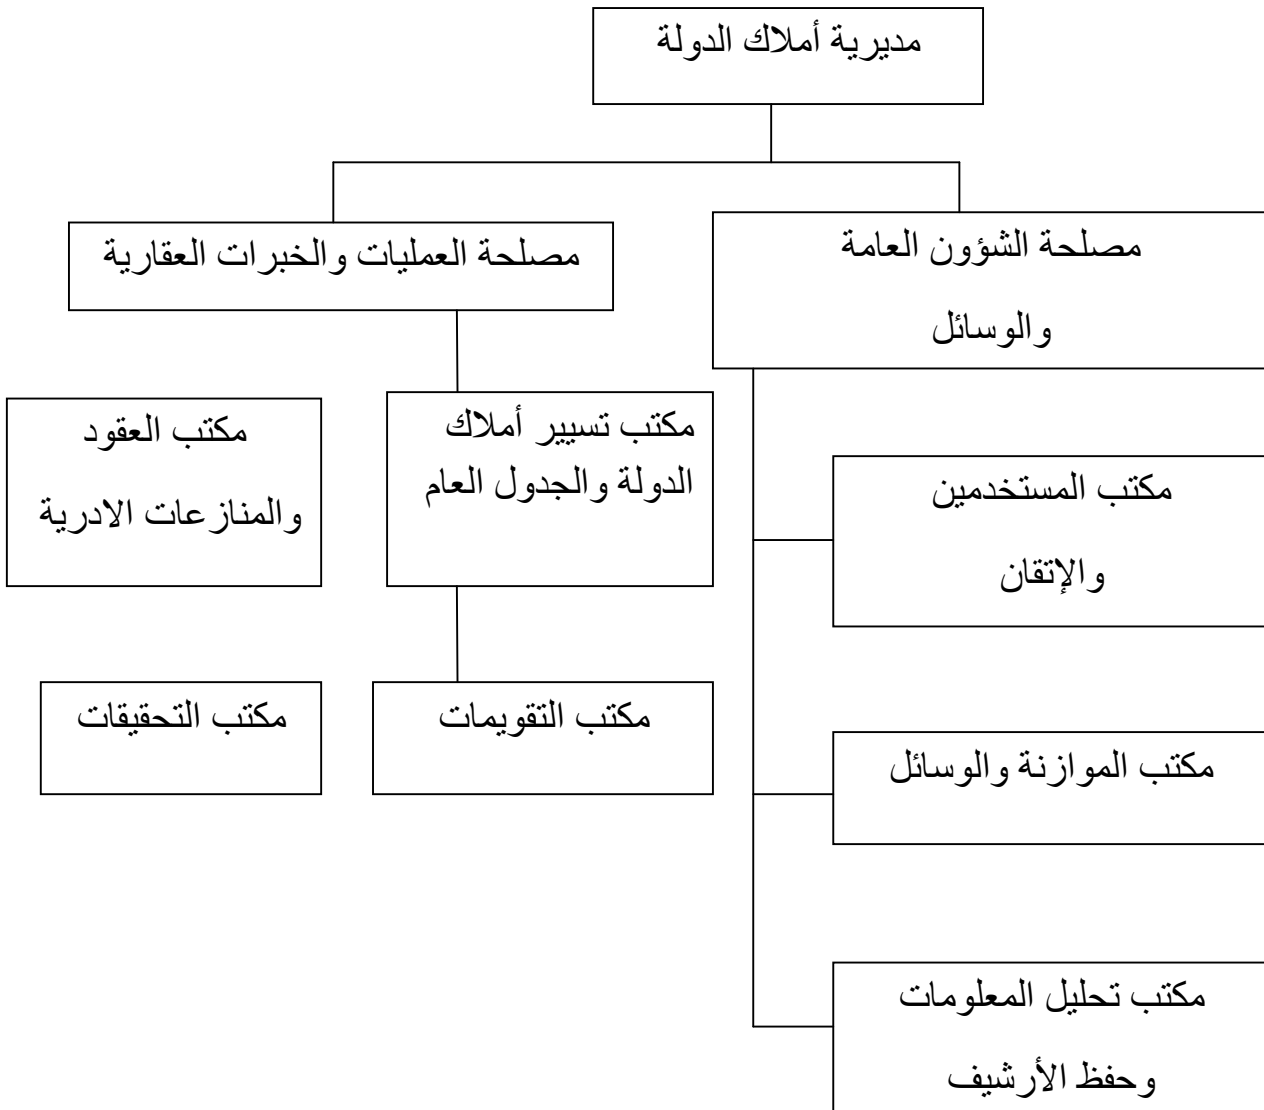 مديرية أملاك الدولة
مصلحة الشؤون العامة
والوسائل
مصلحة العمليات والخبرات العقارية
مكتب تسيير أملاك
الدولة والجدول العام
مكتب العقود
والمنازعات الادرية
مكتب المستخدمين
والإتقان
مكتب التقويمات
مكتب التحقيقات
مكتب الموازنة والوسائل
مكتب تحليل المعلومات
وحفظ الأرشيف